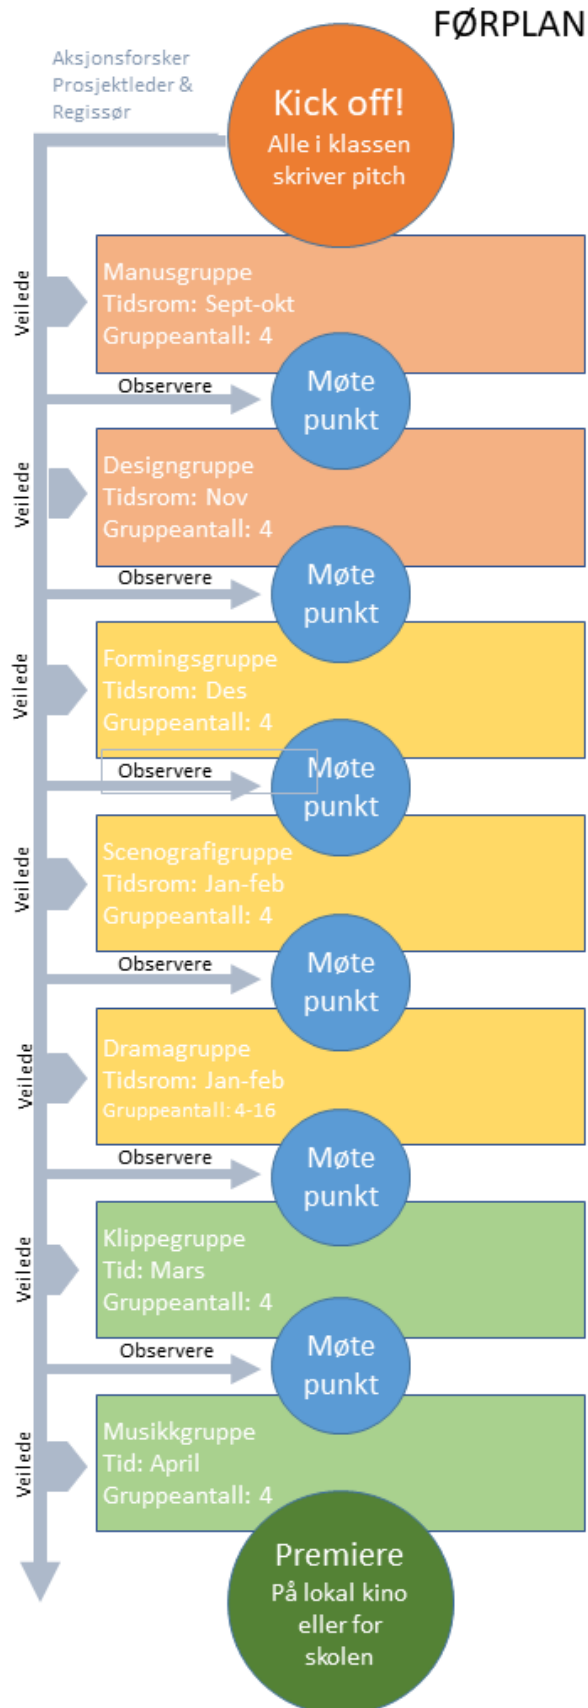 FØRPLAN
Aksjonsforsker
Prosjektleder &
Regissør
Kick off!
Alle i klassen
skriver pitch
Veilede
Manusgruppe
Tidsrom: Sept-okt
Gruppeantall: 4
Observere
Møte
punkt
Veilede
Designgruppe
Tidsrom: Nov
Gruppeantall: 4
Observere
Møte
punkt
Veilede
Formingsgruppe
Tidsrom: Des
Gruppeantall: 4
Observere
Møte
punkt
Veilede
Scenografigruppe
Tidsrom: Jan-feb
Gruppeantall: 4
Observere
Møte
punkt
Veilede
Dramagruppe
Tidsrom: Jan-feb
Gruppeantall: 4-16
Observere
Møte
punkt
Veilede
Klippegruppe
Tid: Mars
Gruppeantall: 4
Observere
Møte
punkt
Veilede
Musikkgruppe
Tid: April
Gruppeantall: 4
Premiere
På lokal kino
eller for
skolen